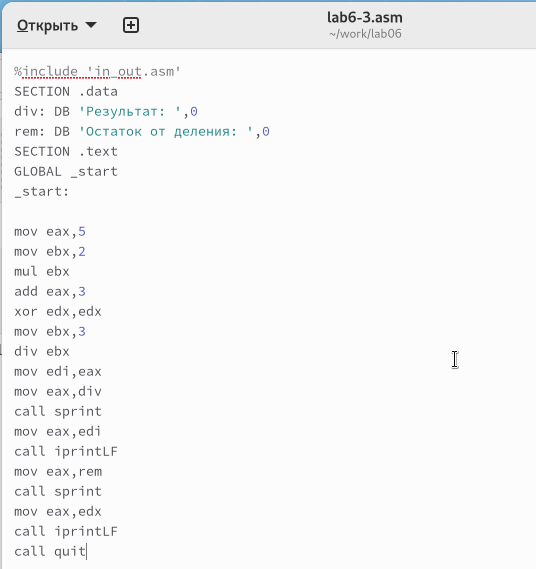 Открыть
lab6-3.asm
~/work/lab06
%include 'in_out.asm'
SECTION .data
div: DB 'Результат: ',0
rem: DB 'Остаток от деления: ',0
SECTION .text
GLOBAL _start
_start:
mov eax,5
mov ebx,2
mul ebx
add eax,3
xor edx,edx
mov ebx,3
div ebx
mov edi,eax
mov eax,div
call sprint
mov eax,edi
call iprintLF
mov eax,rem
call sprint
mov eax,edx
call iprintLF
call quit